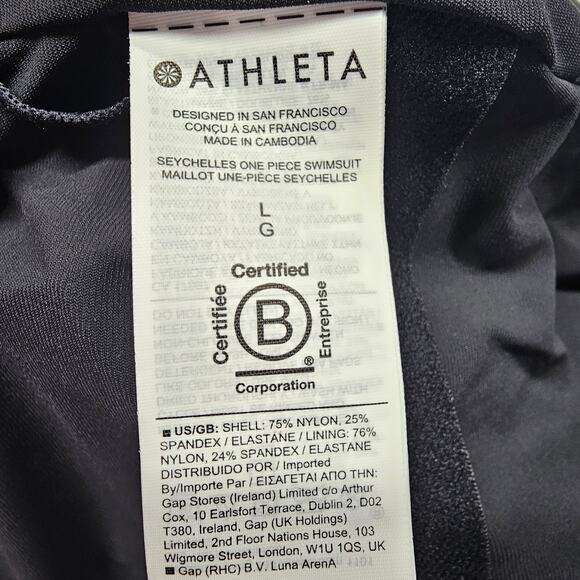 ATHLETA
DESIGNED IN SAN FRANCISCO
CONÇU À SAN FRANCISCO
MADE IN CAMBODIA
SEYCHELLES ONE PIECE SWIMSUIT
MAILLOT UNE-PIÈCE SEYCHELLES
L
G
Certified
Certifiée
B
Entreprise
®
Corporation
US/GB: SHELL: 75% NYLON, 25%
SPANDEX / ELASTANE / LINING: 76%
NYLON, 24% SPANDEX / ELASTANE
DISTRIBUIDO POR / Imported
By/Importe Par / ΕΙΣΑΓΕΤΑΙ ΑΠΟ ΤΗΝ:
Gap Stores (Ireland) Limited c/o Arthur
Cox, 10 Earlsfort Terrace, Dublin 2, D02
T380, Ireland, Gap (UK Holdings)
Limited, 2nd Floor Nations House, 103
Wigmore Street, London, W1U 1QS, UK
Gap (RHC) B.V. Luna ArenA